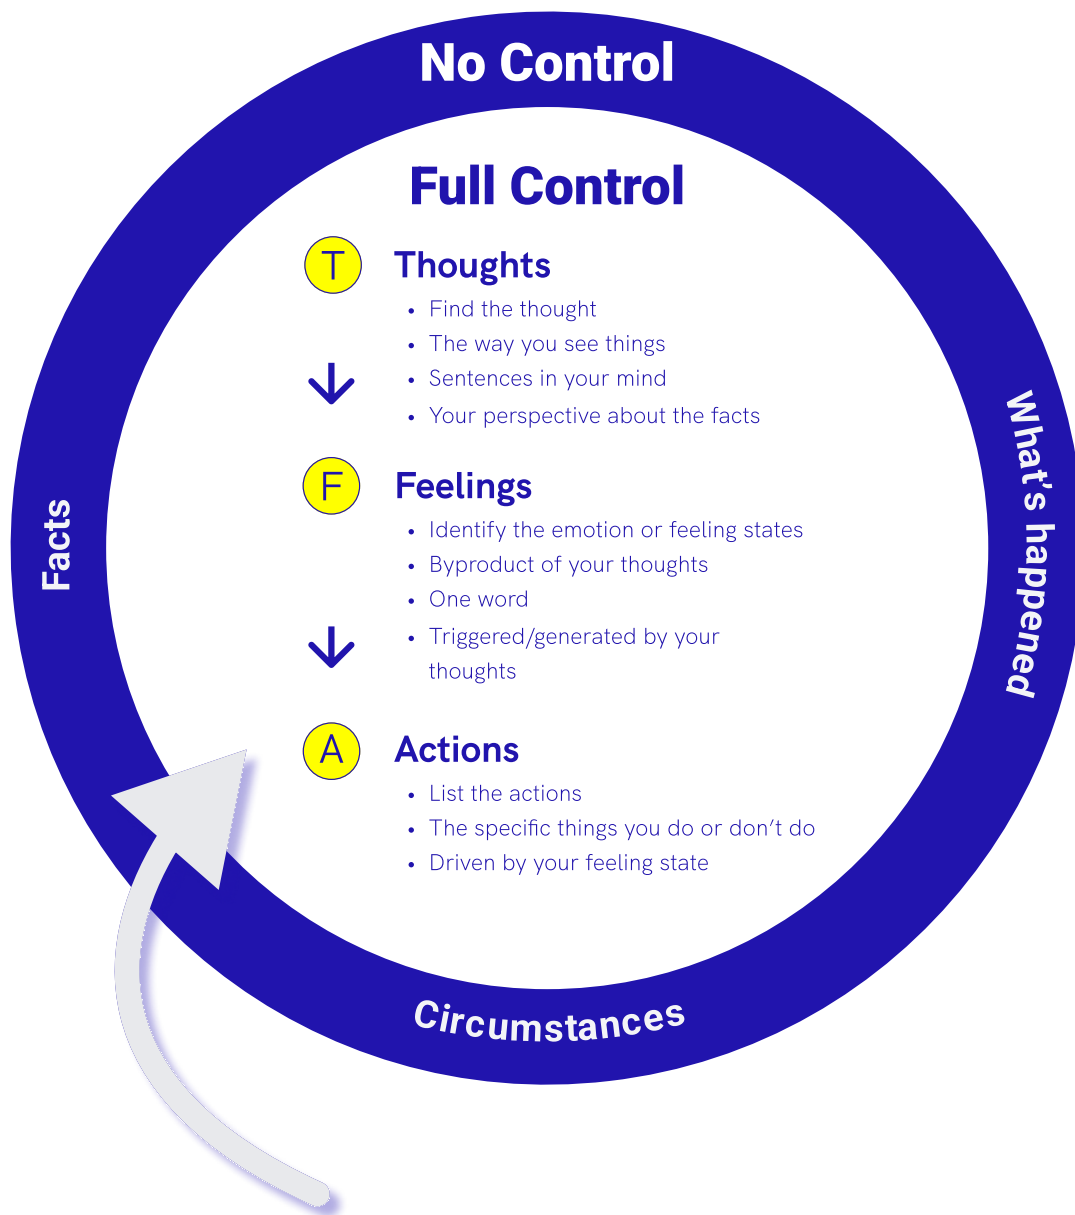 No Control
Full Control
T
Thoughts
• Find the thought
• The way you see things
• Sentences in your mind
• Your perspective about the facts
F
Feelings
• Identify the emotion or feeling states
• Byproduct of your thoughts
• One word
• Triggered/generated by your
thoughts
A
Actions
• List the actions
• The specific things you do or don’t do
• Driven by your feeling state
Facts
What’s happened
Circumstances